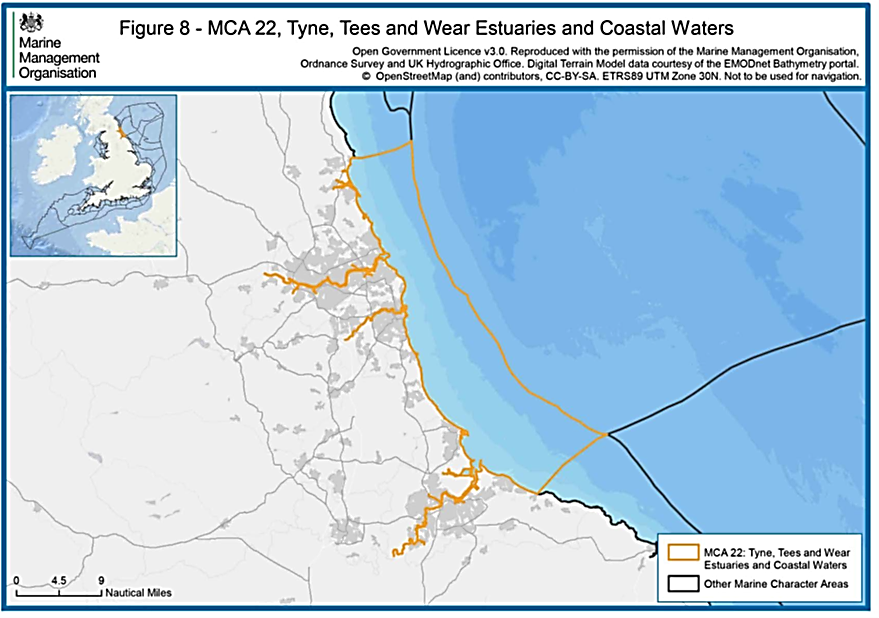 Figure 8 - MCA 22, Tyne, Tees and Wear Estuaries and Coastal Waters
Marine
Management
Organisation
Open Government Licence v3.0. Reproduced with the permission of the Marine Management Organisation,
Ordnance Survey and UK Hydrographic Office. Digital Terrain Model data courtesy of the EMODnet Bathymetry portal.
© OpenStreetMap (and) contributors, CC-BY-SA. ETRS89 UTM Zone 30N. Not to be used for navigation.
MCA 22: Tyne, Tees and Wear
Estuaries and Coastal Waters
Other Marine Character Areas
0 4.5 9
Nautical Miles